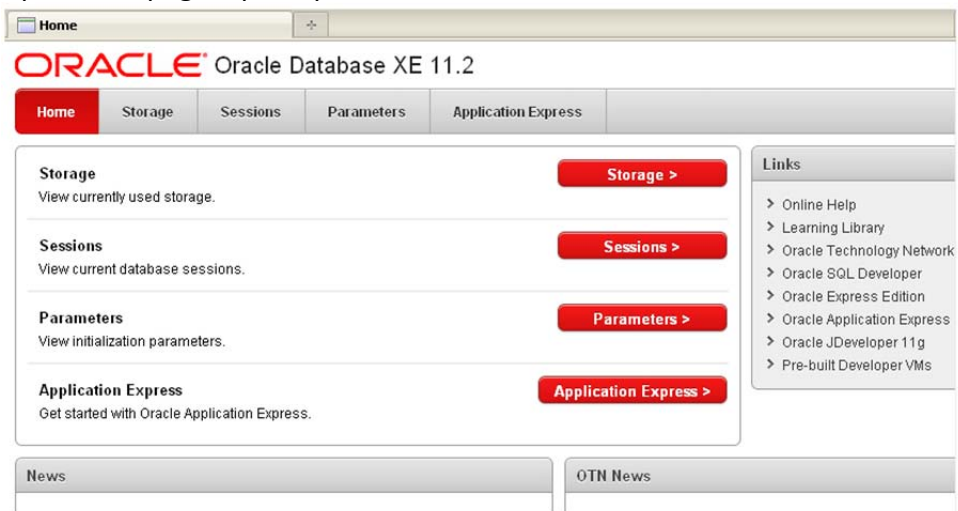 Home
ORACLE Oracle Database XE 11.2
Home Storage Sessions Parameters Application Express
Storage
View currently used storage.
Storage >
Sessions
View current database sessions.
Sessions >
Parameters
View initialization parameters.
Parameters >
Application Express
Get started with Oracle Application Express.
Application Express >
Links
> Online Help
> Learning Library
> Oracle Technology Network
> Oracle SQL Developer
> Oracle Express Edition
> Oracle Application Express
> Oracle JDeveloper 11g
> Pre-built Developer VMs
News
OTN News